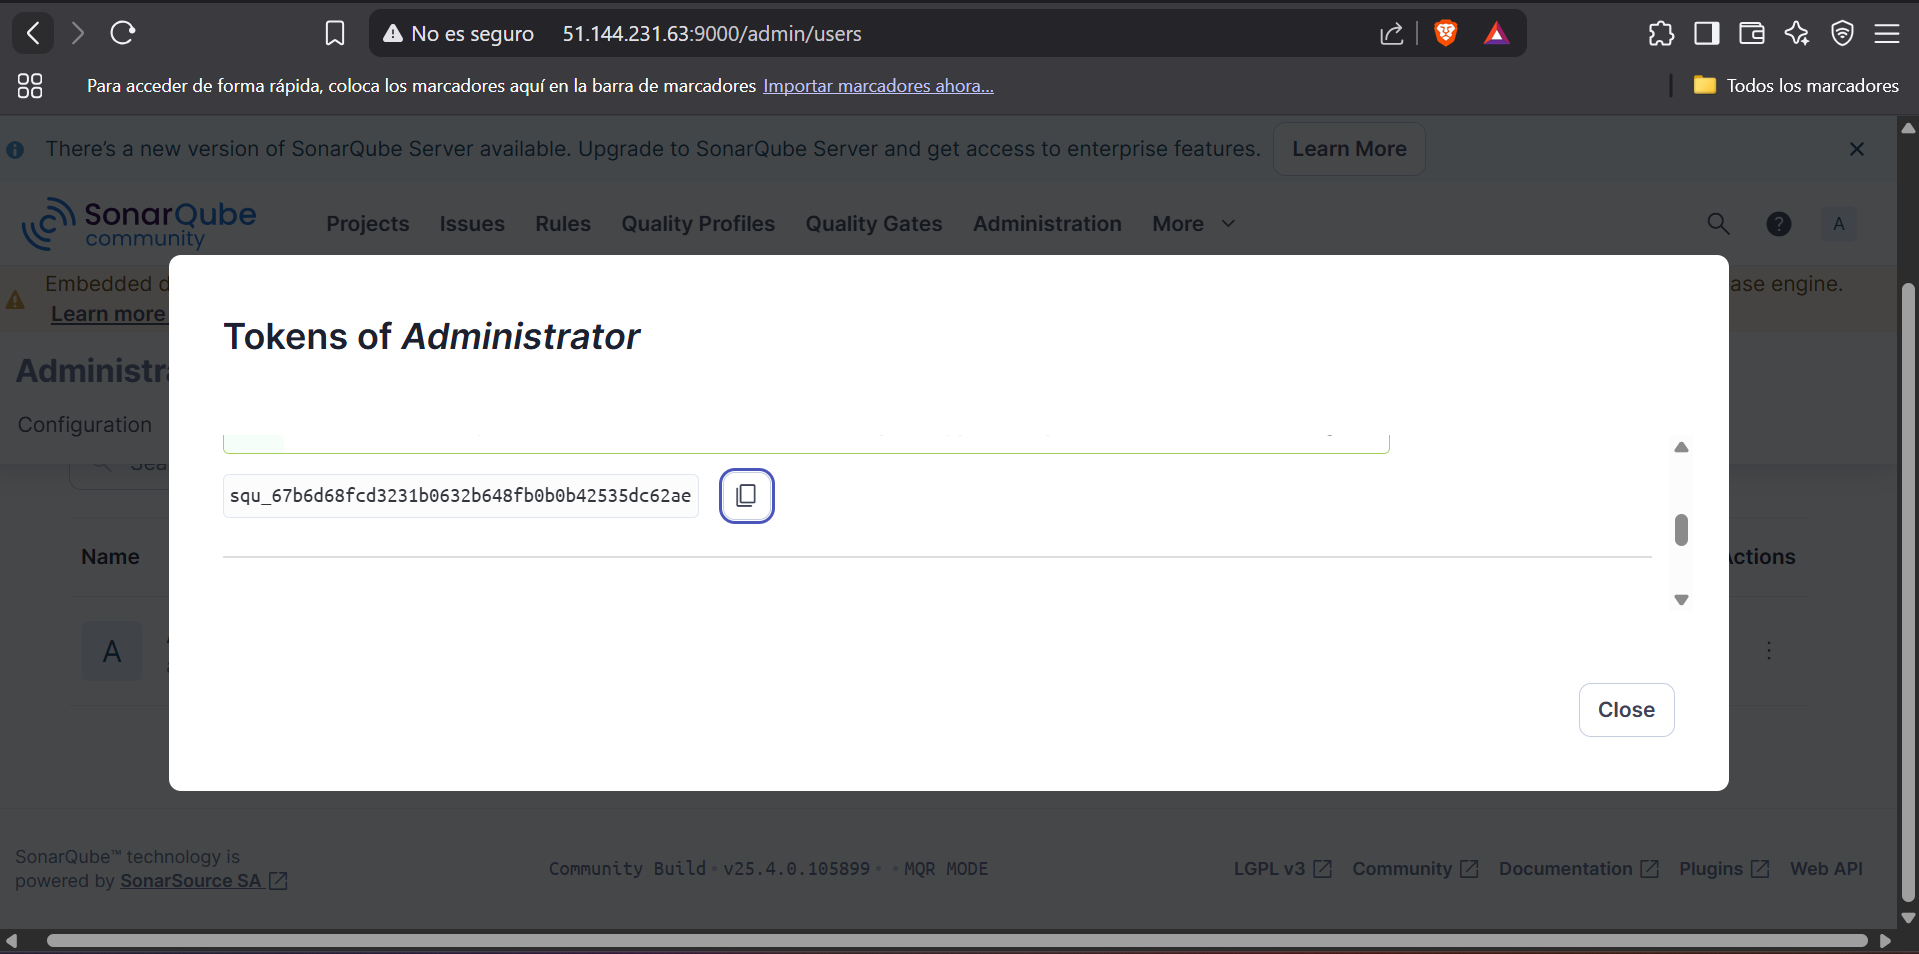 No es seguro 51.144.231.63:9000/admin/users
Para acceder de forma rápida, coloca los marcadores aquí en la barra de marcadores Importar marcadores ahora...
Todos los marcadores
There's a new version of SonarQube Server available. Upgrade to SonarQube Server and get access to enterprise features. Learn More
SonarQube community
Projects Issues Rules Quality Profiles Quality Gates Administration More A
Embedded
ase engine.
Learn more
Administra
Tokens of Administrator
Configuration
squ_67b6d68fcd3231b0632b648fb0b0b42535dc62ae
Name
Actions
A
Close
SonarQube™ technology is
powered by SonarSource SA
Community Build • v25.4.0.105899 • • MQR MODE
LGPL v3 Community Documentation Plugins Web API